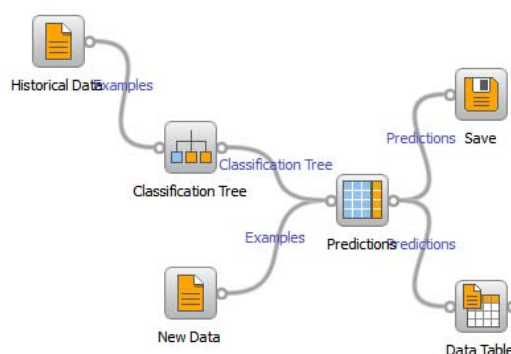 Historical Data
Examples
Classification Tree
Classification Tree
Examples
New Data
Predictions
Predictions
Save
Predictions
Data Table